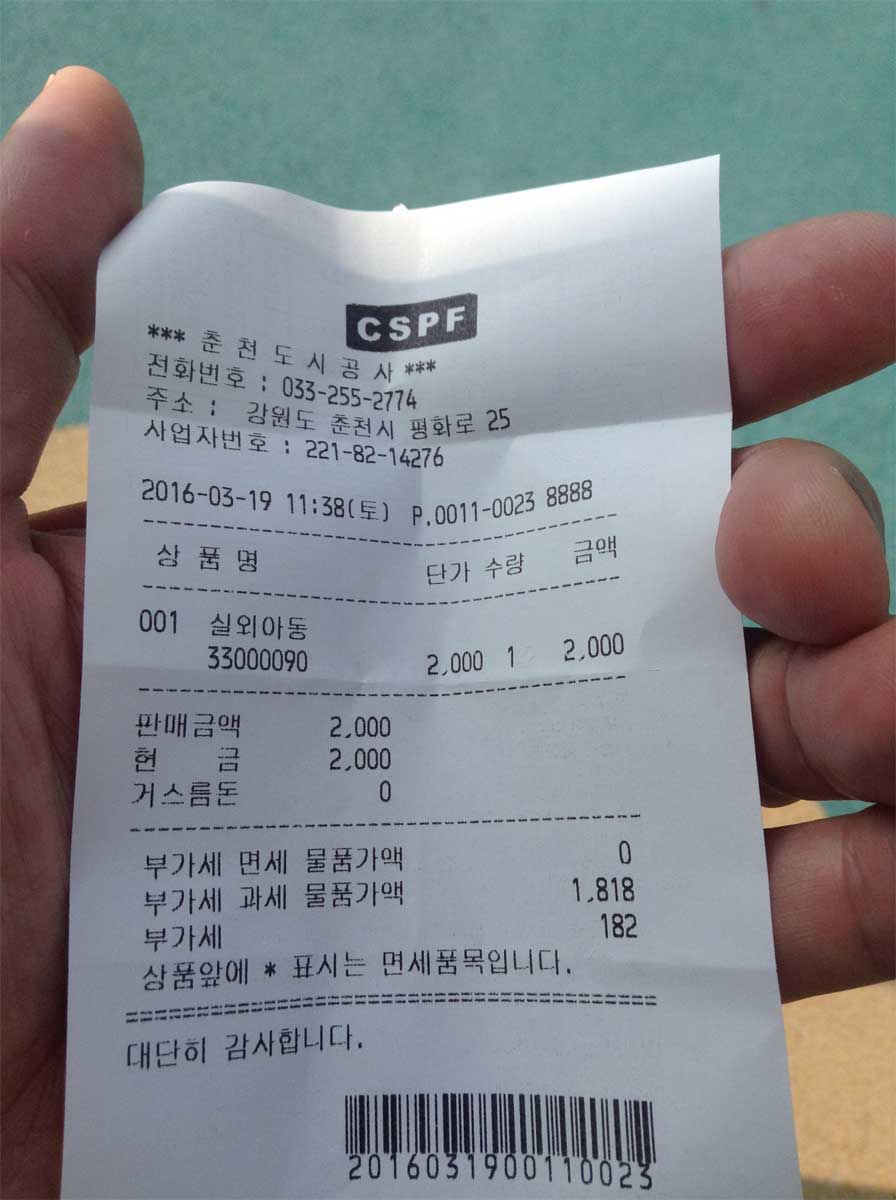 CSPF
*** 춘 천 도 시 공 사 ***
전화번호 : 033-255-2774
주소 : 강원도 춘천시 평화로 25
사업자번호 : 221-82-14276
2016-03-19 11:38(토) P.0011-0023 8888
상 품 명 단가 수량 금액
001 실외아동
33000090 2,000 1 2,000
판매금액 2,000
현 금 2,000
거스름돈 0
부가세 면세 물품가액 0
부가세 과세 물품가액 1,818
부가세 182
상품앞에 * 표시는 면세품목입니다.
대단히 감사합니다.
2016031900110023